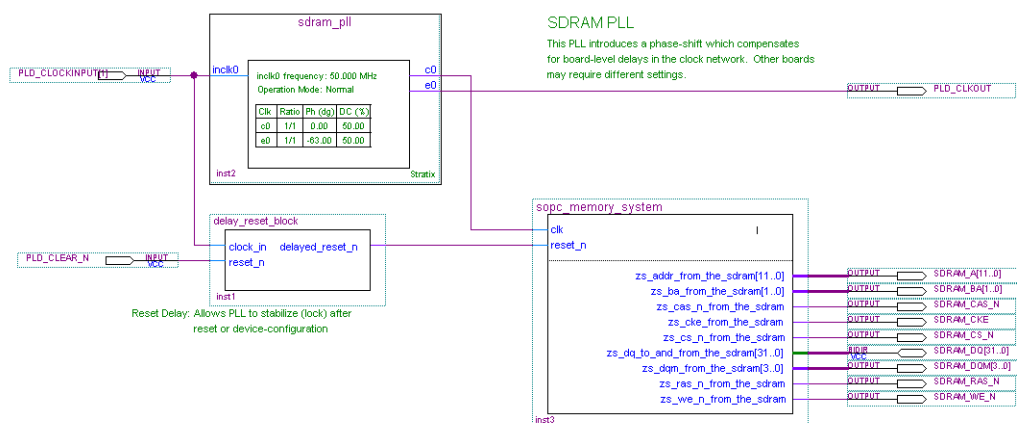 sdram_pll
SDRAM PLL
This PLL introduces a phase-shift which compensates
for board-level delays in the clock network. Other boards
may require different settings.
PLD_CLOCKINPUT[1]
INPUT
VCC
inclk0
inclk0 frequency: 50.000 MHz
Operation Mode: Normal
Clk Ratio Ph (dg) DC (%)
c0 1/1 0.00 50.00
e0 1/1 -63.00 50.00
c0
e0
OUTPUT
PLD_CLKOUT
inst2
Stratix
delay_reset_block
clock_in
delayed_reset_n
reset_n
inst1
PLD_CLEAR_N
INPUT
VCC
Reset Delay: Allows PLL to stabilize (lock) after
reset or device-configuration
sopc_memory_system
clk
I
reset_n
zs_addr_from_the_sdram[11..0]
OUTPUT
SDRAM_A[11..0]
zs_ba_from_the_sdram[1..0]
OUTPUT
SDRAM_BA[1..0]
zs_cas_n_from_the_sdram
OUTPUT
SDRAM_CAS_N
zs_cke_from_the_sdram
OUTPUT
SDRAM_CKE
zs_cs_n_from_the_sdram
OUTPUT
SDRAM_CS_N
zs_dq_to_and_from_the_sdram[31..0]
BIDIR
VCC
SDRAM_DQ[31..0]
zs_dqm_from_the_sdram[3..0]
OUTPUT
SDRAM_DQM[3..0]
zs_ras_n_from_the_sdram
OUTPUT
SDRAM_RAS_N
zs_we_n_from_the_sdram
OUTPUT
SDRAM_WE_N
inst3